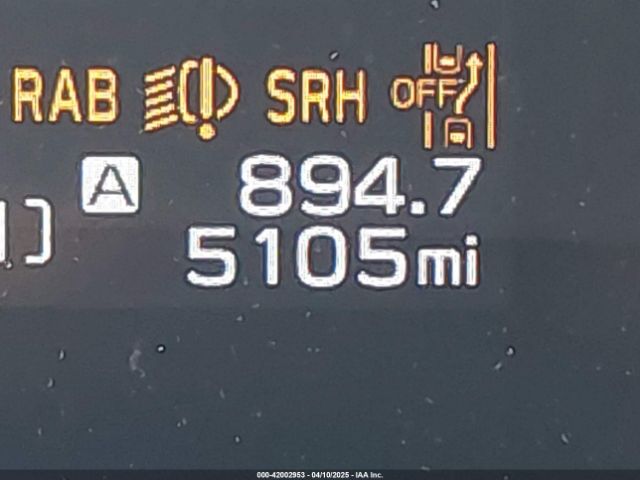 RAB SRH OFF
A 894.7
5105mi
000-42002953 - 04/10/2025 - IAA Inc.